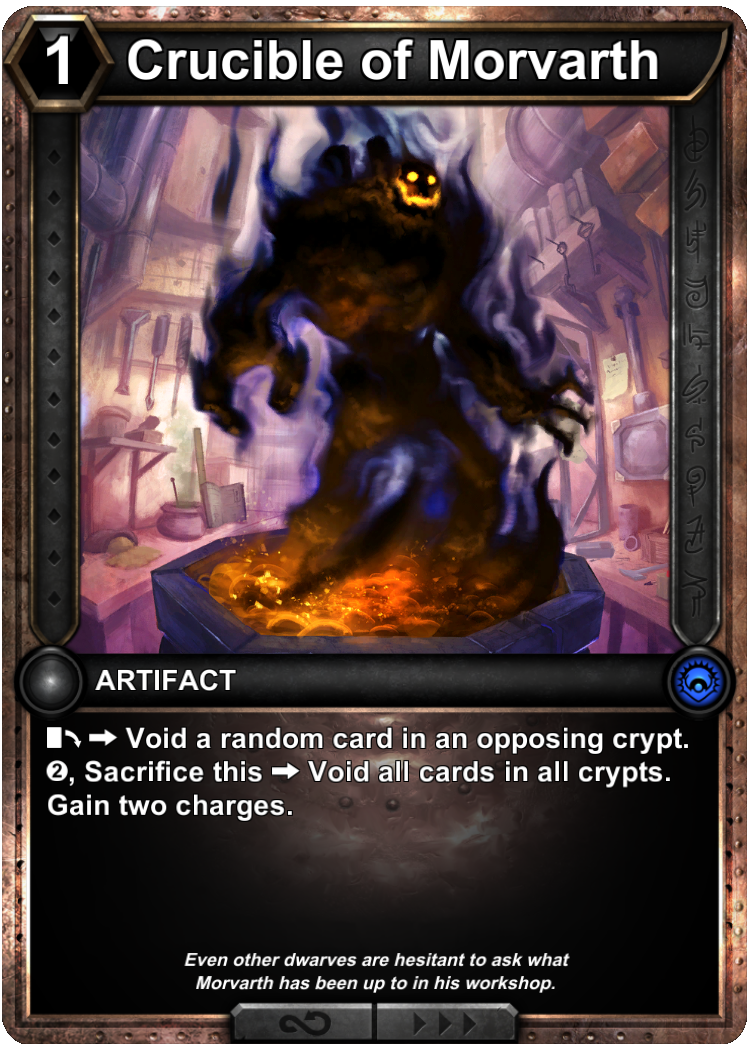 1 Crucible of Morvarth
ARTIFACT
➡ Void a random card in an opposing crypt.
❷, Sacrifice this ➡ Void all cards in all crypts.
Gain two charges.
Even other dwarves are hesitant to ask what
Morvarth has been up to in his workshop.